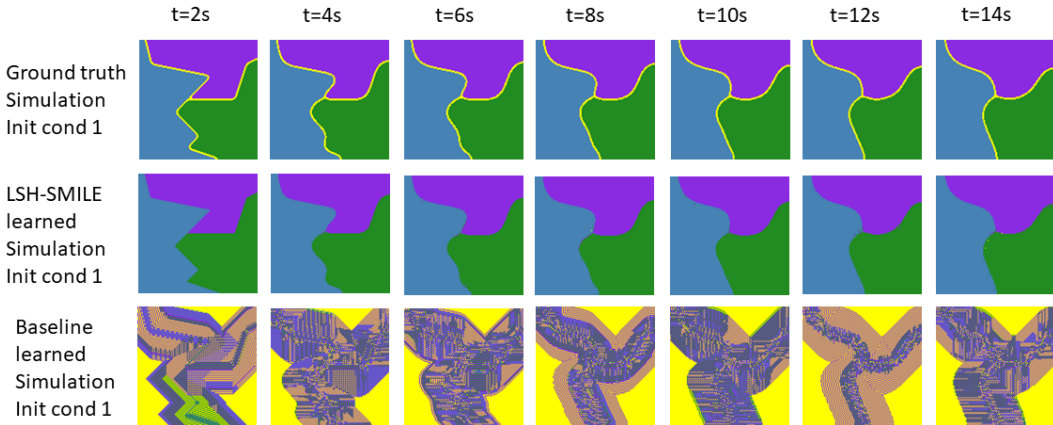 t=2s t=4s t=6s t=8s t=10s t=12s t=14s
Ground truth
Simulation
Init cond 1
LSH-SMILE
learned
Simulation
Init cond 1
Baseline
learned
Simulation
Init cond 1